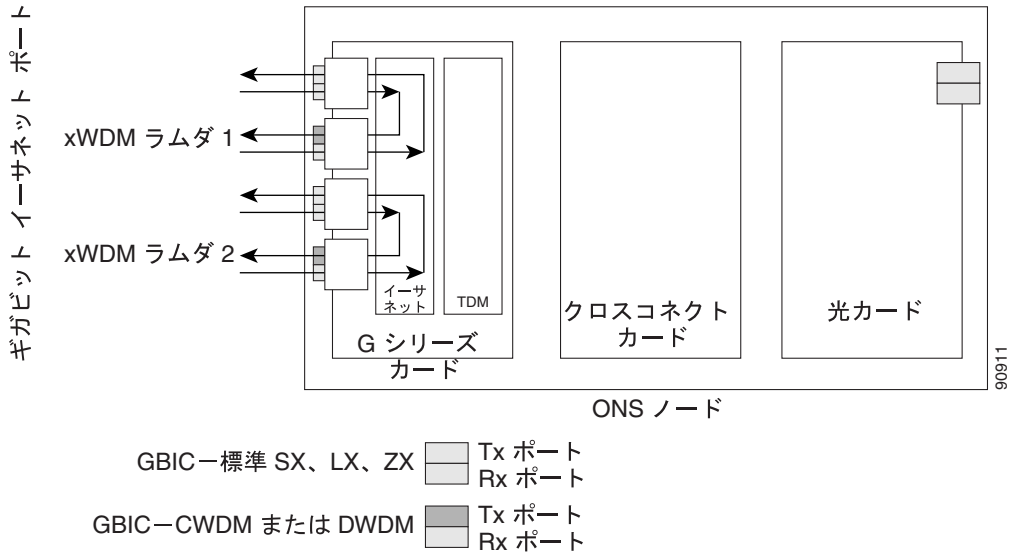 ギガビット イーサネット ポート
xWDM ラムダ 1
xWDM ラムダ 2
イーサ
ネット
TDM
G シリーズ
カード
クロスコネクト
カード
光カード
90911
ONS ノード
GBIC－標準 SX、LX、ZX
Tx ポート
Rx ポート
GBIC－CWDM または DWDM
Tx ポート
Rx ポート